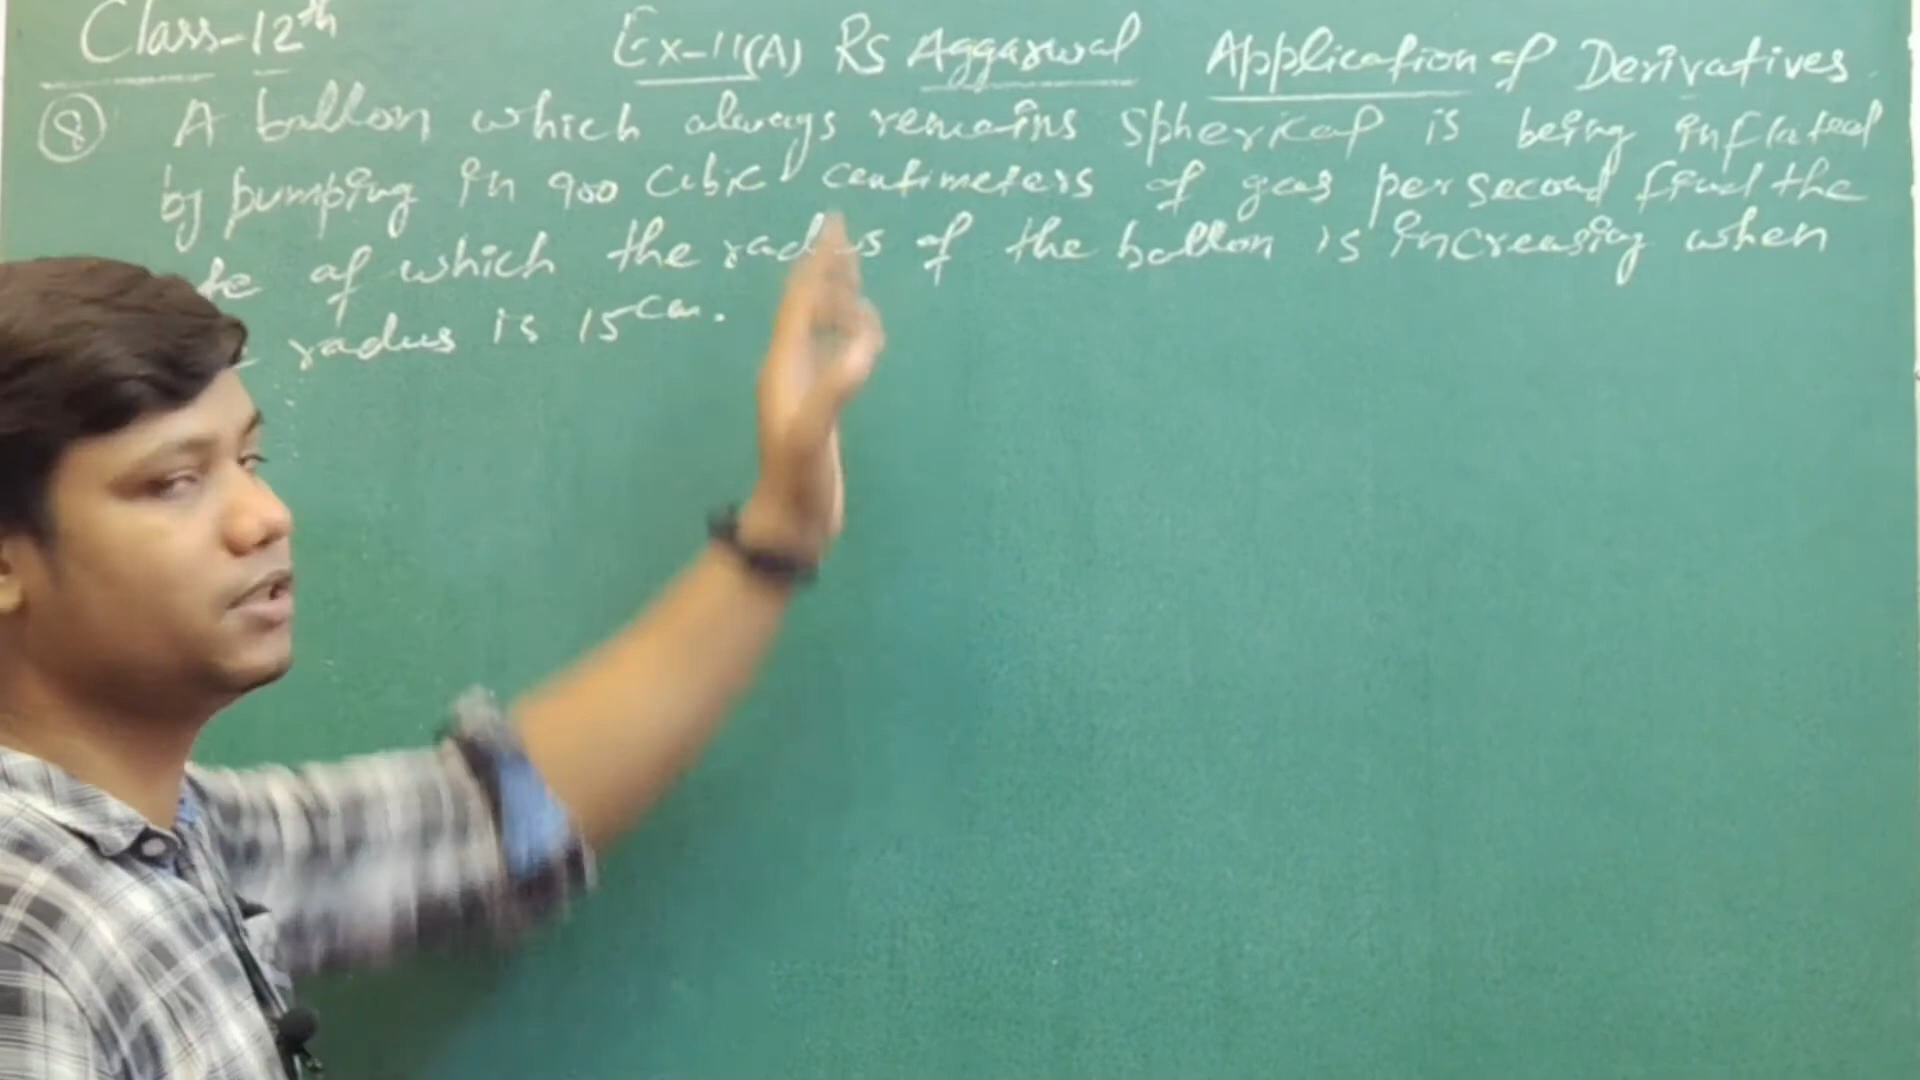 Class-12th
Ex-11(A) RS Aggarwal Application of Derivatives
8 A ballon which always remains spherical is being inflated
by pumping in 900 cubic centimeters of gas per second find the
of which the radius of the ballon is increasing when
radius is 15cm.